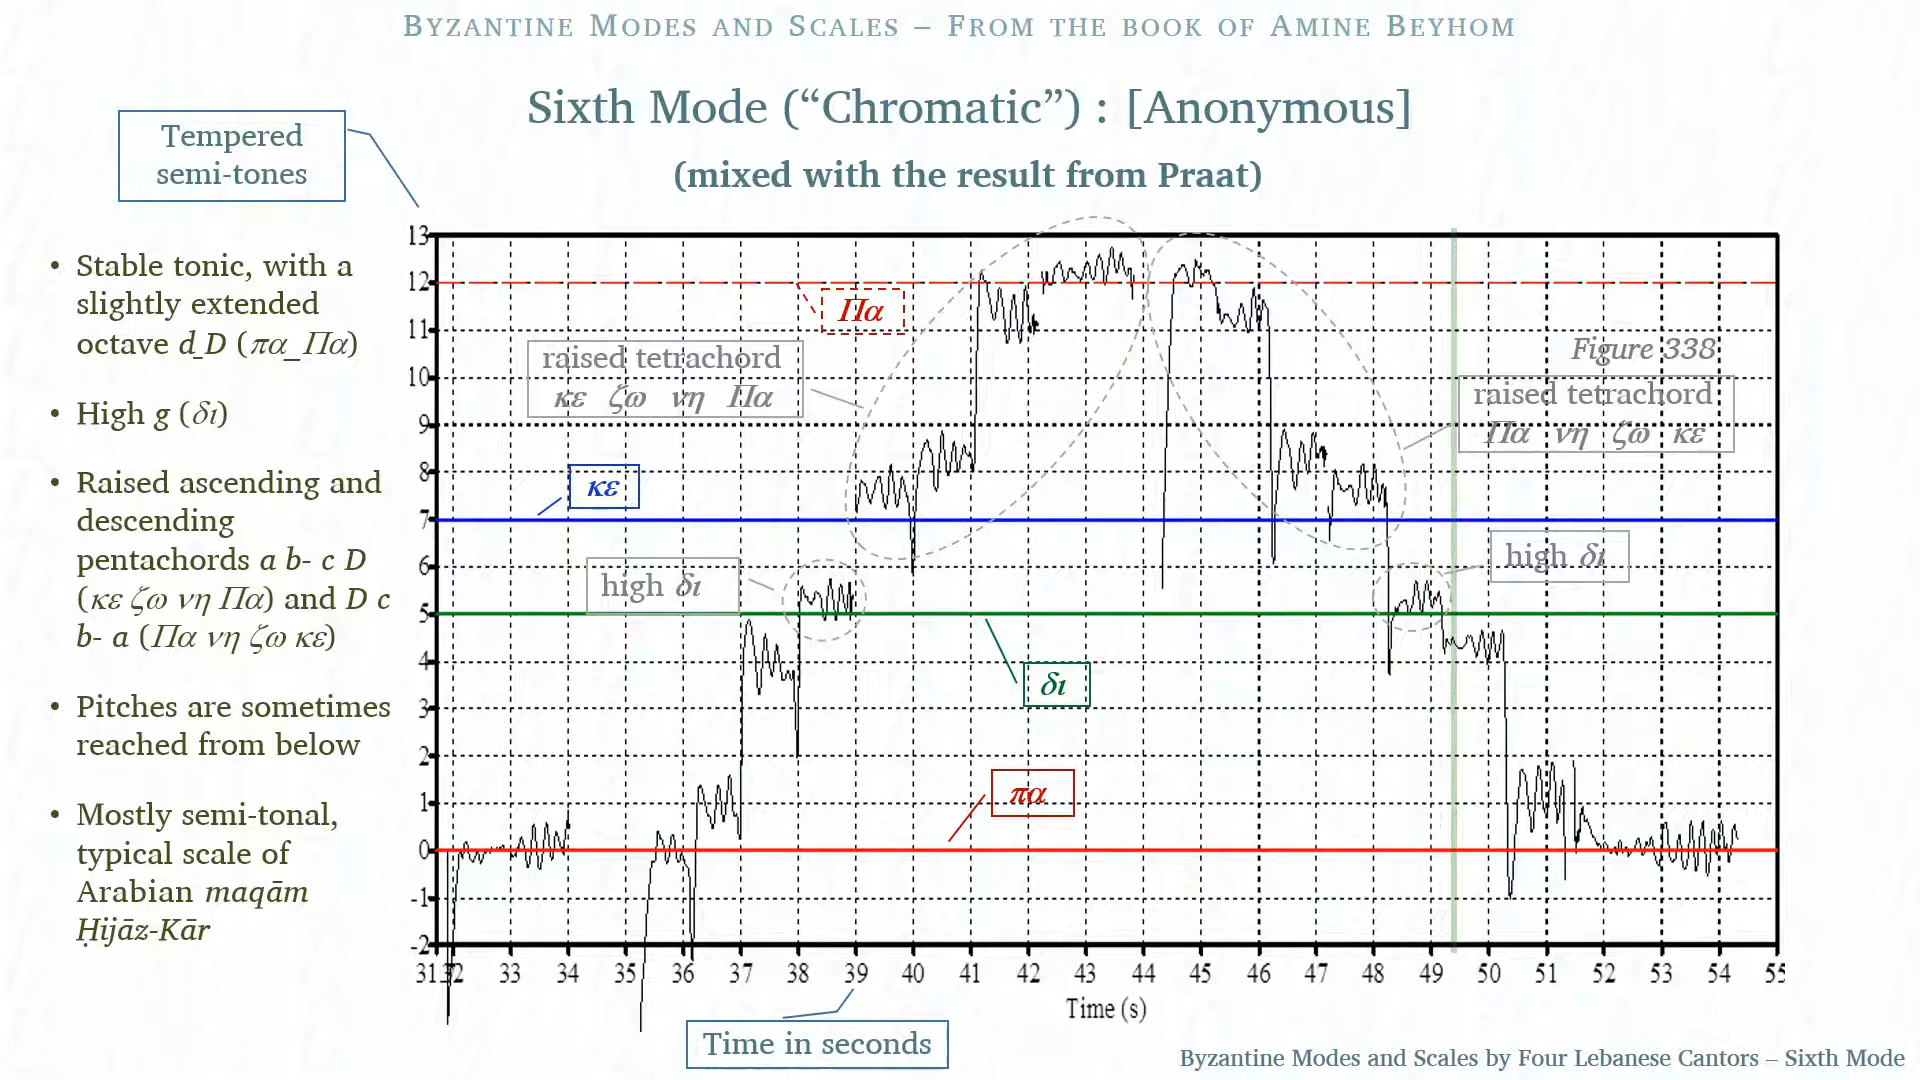 BYZANTINE MODES AND SCALES – FROM THE BOOK OF AMINE BEYHOM
Sixth Mode (“Chromatic”) : [Anonymous]
(mixed with the result from Praat)
Tempered
semi-tones
• Stable tonic, with a
slightly extended
octave d_D (πα_Πα)
• High g (δι)
• Raised ascending and
descending
pentachords a b- c D
(κε ζω νη Πα) and D c
b- a (Πα νη ζω κε)
• Pitches are sometimes
reached from below
• Mostly semi-tonal,
typical scale of
Arabian maqām
Ḥijāz-Kār
13
12
11
10
9
8
7
6
5
4
3
2
1
0
-1
-2
Πα
raised tetrachord
κε ζω νη Πα
Figure 338
raised tetrachord
Πα νη ζω κε
κε
high δι
high δι
δι
πα
31 32 33 34 35 36 37 38 39 40 41 42 43 44 45 46 47 48 49 50 51 52 53 54 55
Time (s)
Time in seconds
Byzantine Modes and Scales by Four Lebanese Cantors – Sixth Mode